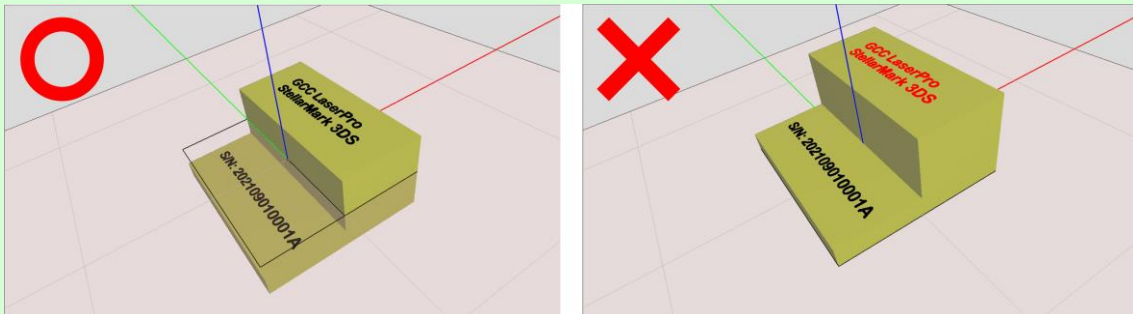 GCC LaserPro
StellarMark 3DS
S/N: 202109010001A
GCC LaserPro
StellarMark 3DS
S/N: 202109010001A